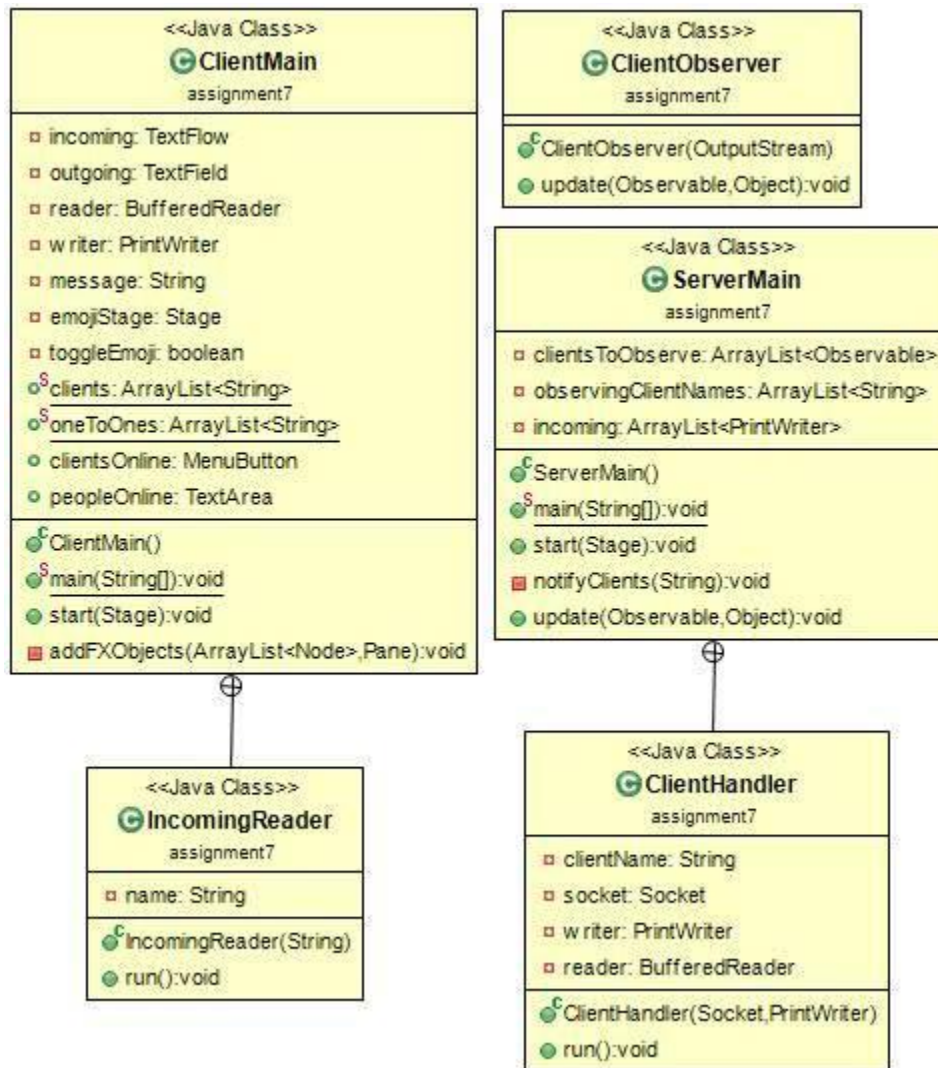 <<Java Class>>
ClientMain
assignment7
incoming: TextFlow
outgoing: TextField
reader: BufferedReader
writer: PrintWriter
message: String
emojiStage: Stage
toggleEmoji: boolean
clients: ArrayList<String>
oneToOnes: ArrayList<String>
clientsOnline: MenuButton
peopleOnline: TextArea
ClientMain()
main(String[]):void
start(Stage):void
addFXObjects(ArrayList<Node>,Pane):void
<<Java Class>>
IncomingReader
assignment7
name: String
IncomingReader(String)
run():void
<<Java Class>>
ClientObserver
assignment7
ClientObserver(OutputStream)
update(Observable,Object):void
<<Java Class>>
ServerMain
assignment7
clientsToObserve: ArrayList<Observable>
observingClientNames: ArrayList<String>
incoming: ArrayList<PrintWriter>
ServerMain()
main(String[]):void
start(Stage):void
notifyClients(String):void
update(Observable,Object):void
<<Java Class>>
ClientHandler
assignment7
clientName: String
socket: Socket
writer: PrintWriter
reader: BufferedReader
ClientHandler(Socket,PrintWriter)
run():void